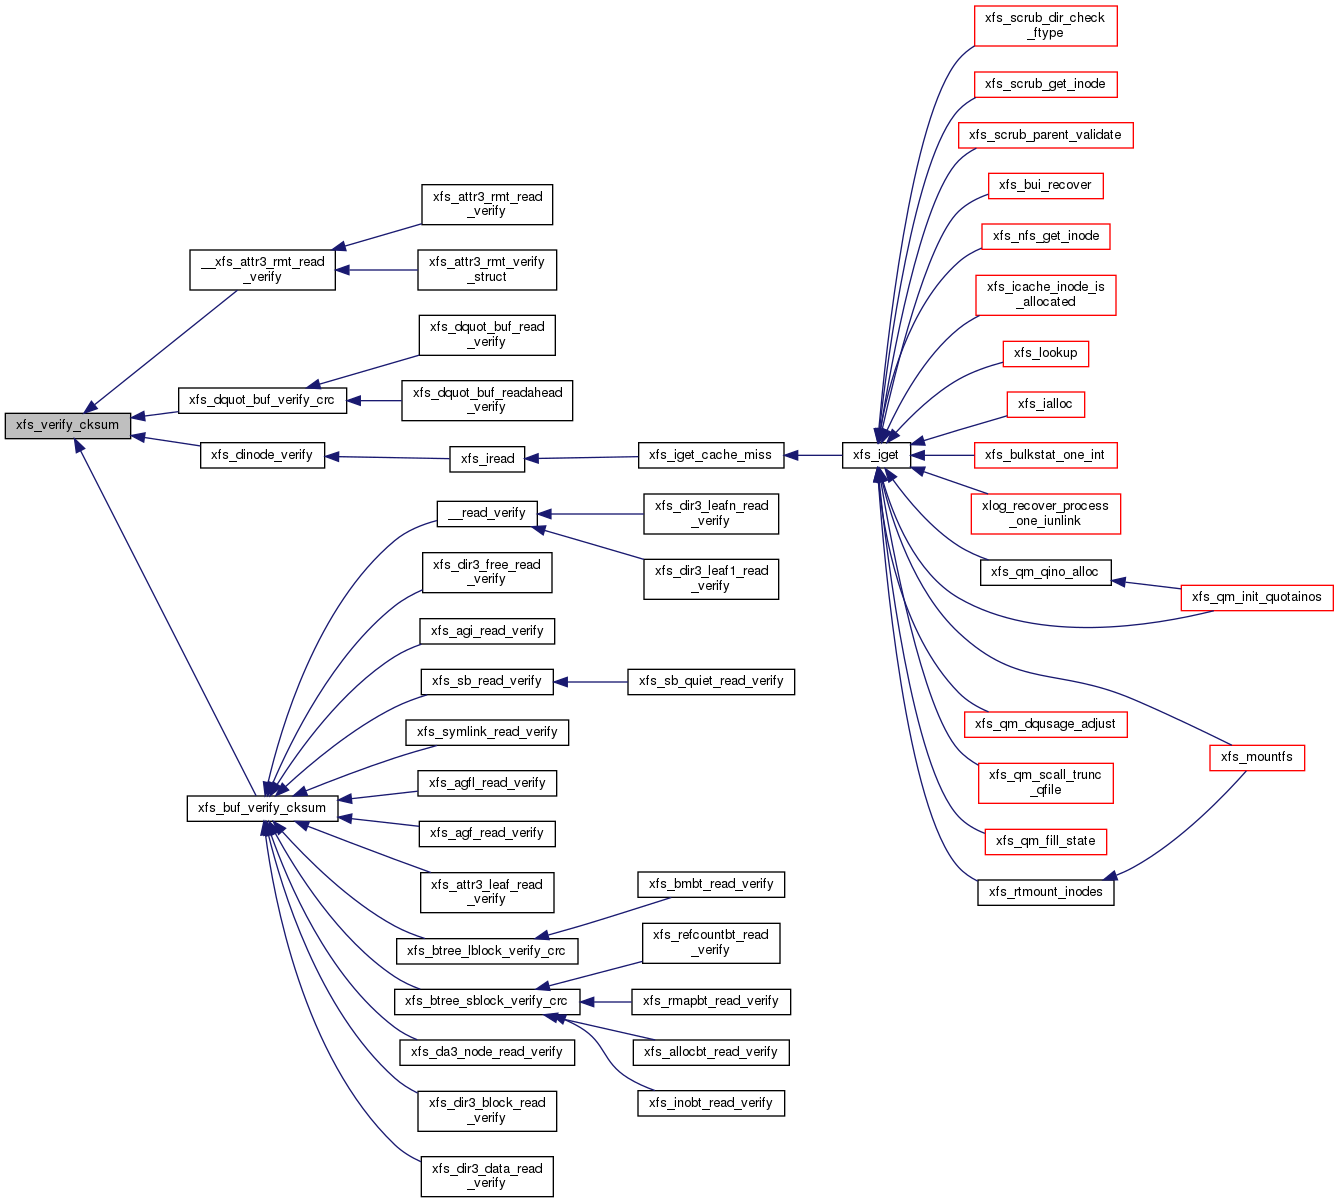 xfs_scrub_dir_check
_ftype
xfs_scrub_get_inode
xfs_scrub_parent_validate
xfs_bui_recover
xfs_attr3_rmt_read
_verify
xfs_nfs_get_inode
__xfs_attr3_rmt_read
_verify
xfs_attr3_rmt_verify
_struct
xfs_icache_inode_is
_allocated
xfs_dquot_buf_read
_verify
xfs_lookup
xfs_dquot_buf_verify_crc
xfs_dquot_buf_readahead
_verify
xfs_ialloc
xfs_verify_cksum
xfs_dinode_verify
xfs_iread
xfs_iget_cache_miss
xfs_iget
xfs_bulkstat_one_int
__read_verify
xfs_dir3_leafn_read
_verify
xlog_recover_process
_one_iunlink
xfs_dir3_free_read
_verify
xfs_dir3_leaf1_read
_verify
xfs_qm_qino_alloc
xfs_qm_init_quotainos
xfs_agi_read_verify
xfs_sb_read_verify
xfs_sb_quiet_read_verify
xfs_symlink_read_verify
xfs_qm_dqusage_adjust
xfs_mountfs
xfs_agfl_read_verify
xfs_qm_scall_trunc
_qfile
xfs_buf_verify_cksum
xfs_agf_read_verify
xfs_qm_fill_state
xfs_attr3_leaf_read
_verify
xfs_bmbt_read_verify
xfs_rtmount_inodes
xfs_btree_lblock_verify_crc
xfs_refcountbt_read
_verify
xfs_btree_sblock_verify_crc
xfs_rmapbt_read_verify
xfs_da3_node_read_verify
xfs_allocbt_read_verify
xfs_dir3_block_read
_verify
xfs_inobt_read_verify
xfs_dir3_data_read
_verify